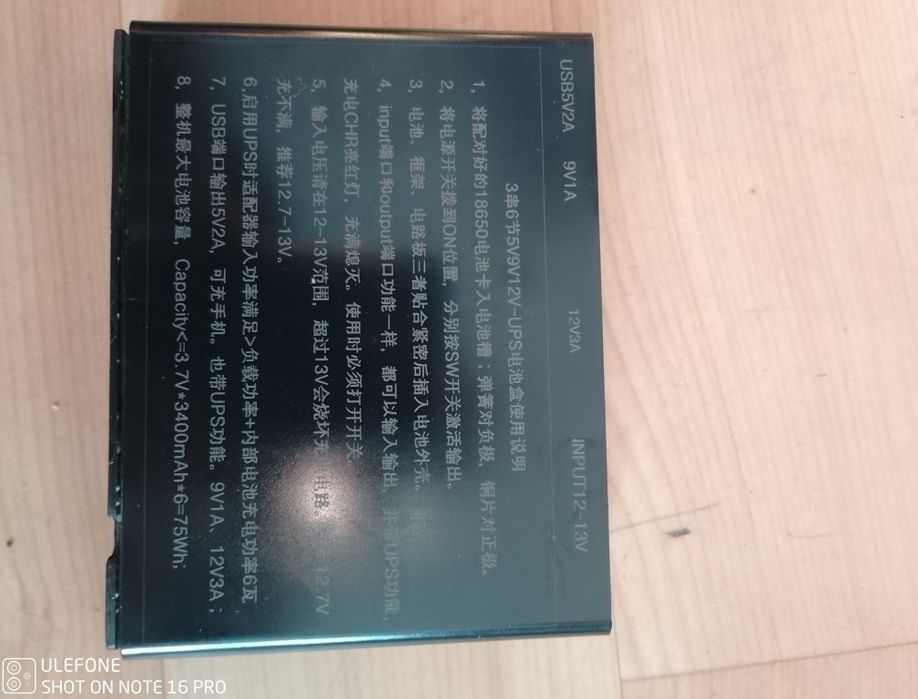 USB5V2A 9V1A 12V3A INPUT12-13V
3串6节5V9V12V-UPS电池盒使用说明
1、将配对好的18650电池卡入电池槽；弹簧对负极，铜片对正极。
2、将电源开关拨到ON位置，分别按SW开关激活输出。
3、电池、框架、电路板三者贴合紧密后插入电池外壳。
4、input端口和output端口功能一样，都可以输入输出，并带UPS功能，
充电CHR亮红灯，充满熄灭。使用时必须打开开关。
5、输入电压请在12-13V范围，超过13V会烧坏充 电路。 12.7V
充不满，推荐12.7-13V。
6,启用UPS时适配器输入功率满足>负载功率+内部电池充电功率6瓦
7、USB端口输出5V2A，可充手机。也带UPS功能。9V1A、12V3A；
8、整机最大电池容量，Capacity<=3.7V*3400mAh*6=75Wh；
ULEFONE
SHOT ON NOTE 16 PRO